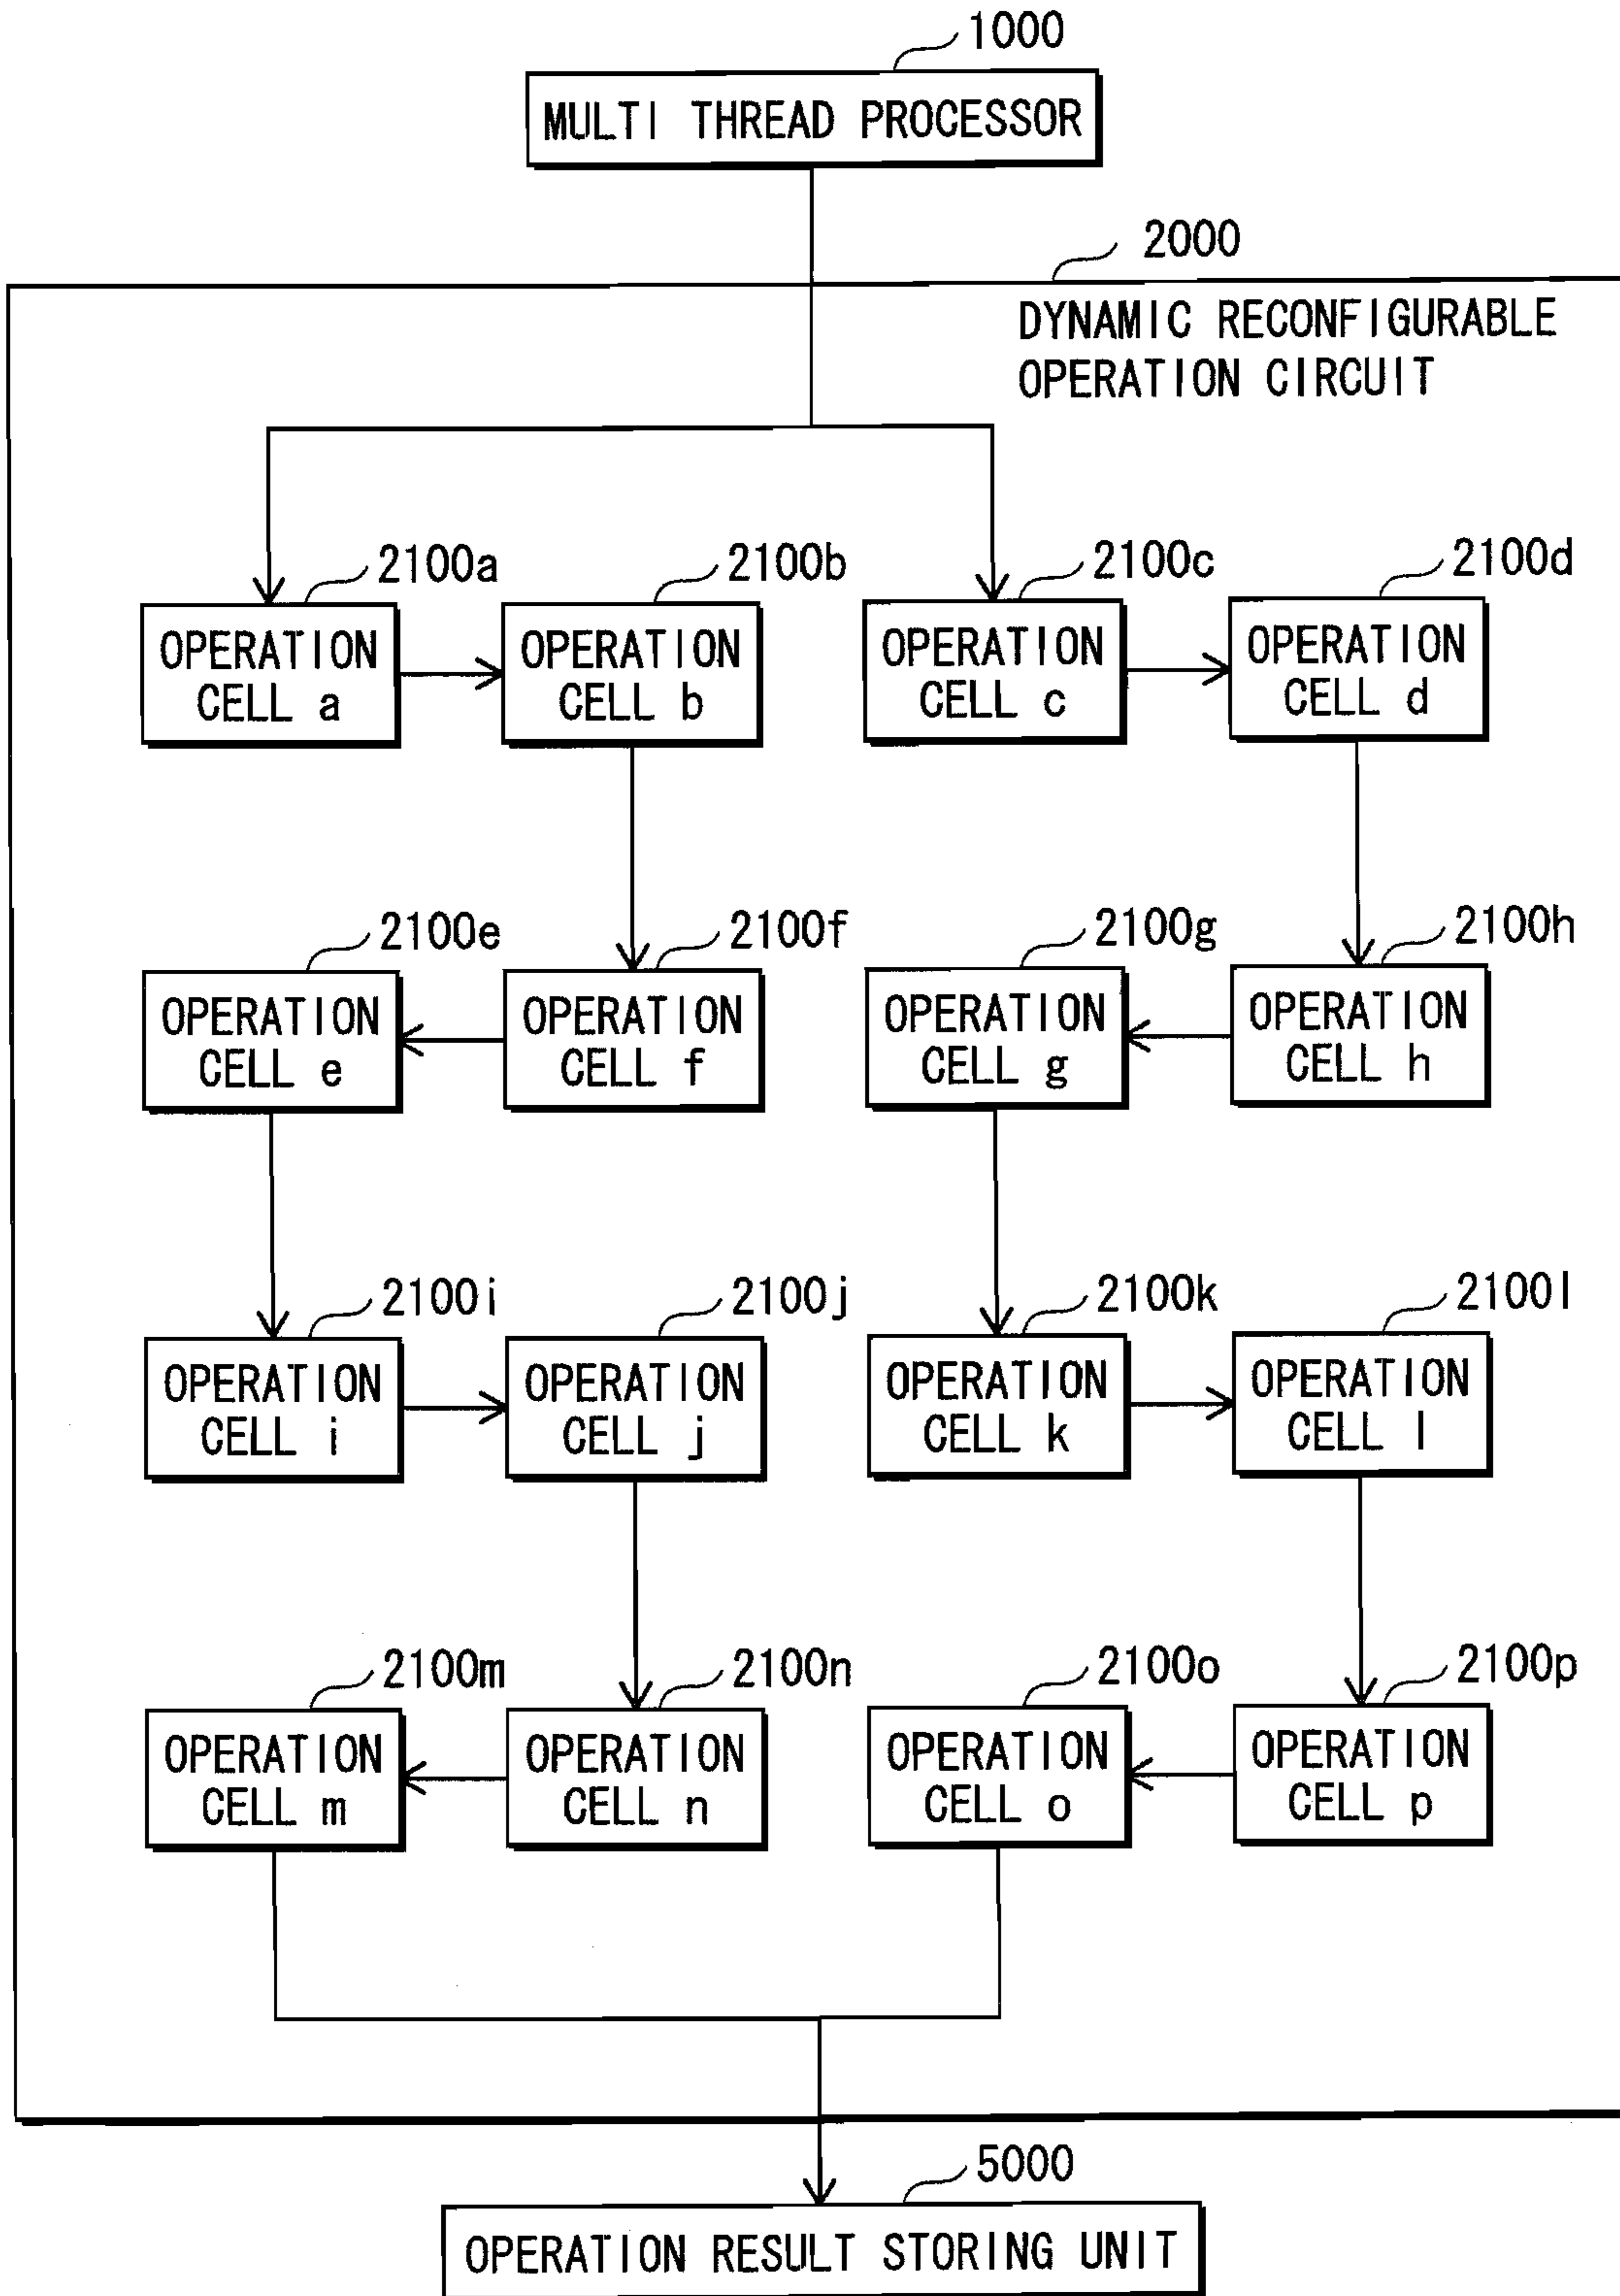 1000
MULTI THREAD PROCESSOR
2000
DYNAMIC RECONFIGURABLE
OPERATION CIRCUIT
2100a
2100b
2100c
2100d
OPERATION
CELL a
OPERATION
CELL b
OPERATION
CELL c
OPERATION
CELL d
2100e
2100f
2100g
2100h
OPERATION
CELL e
OPERATION
CELL f
OPERATION
CELL g
OPERATION
CELL h
2100i
2100j
2100k
2100l
OPERATION
CELL i
OPERATION
CELL j
OPERATION
CELL k
OPERATION
CELL l
2100m
2100n
2100o
2100p
OPERATION
CELL m
OPERATION
CELL n
OPERATION
CELL o
OPERATION
CELL p
5000
OPERATION RESULT STORING UNIT